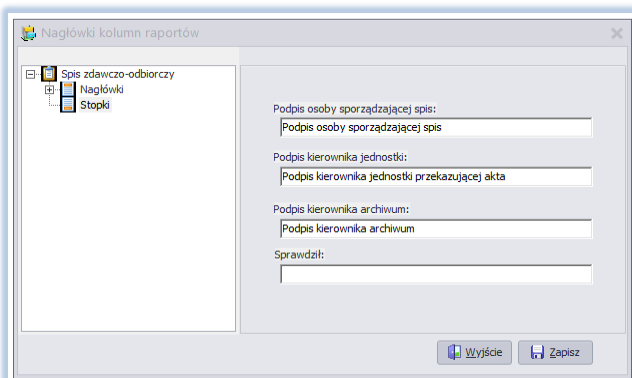 Nagłówki kolumn raportów
Spis zdawczo-odbiorczy
Nagłówki
Stopki
Podpis osoby sporządzającej spis:
Podpis osoby sporządzającej spis
Podpis kierownika jednostki:
Podpis kierownika jednostki przekazującej akta
Podpis kierownika archiwum:
Podpis kierownika archiwum
Sprawdził:
Wyjście
Zapisz